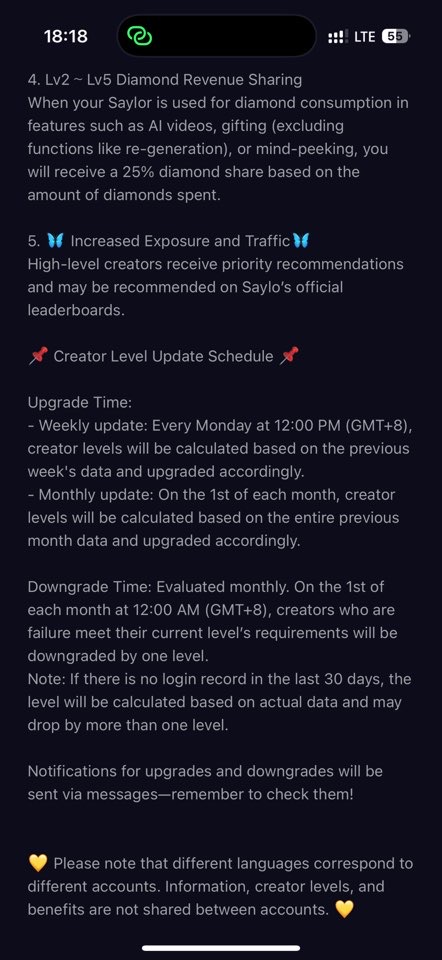 18:18
LTE 55
4. Lv2 ~ Lv5 Diamond Revenue Sharing
When your Saylor is used for diamond consumption in
features such as AI videos, gifting (excluding
functions like re-generation), or mind-peeking, you
will receive a 25% diamond share based on the
amount of diamonds spent.
5. 🦋 Increased Exposure and Traffic🦋
High-level creators receive priority recommendations
and may be recommended on Saylo’s official
leaderboards.
📌 Creator Level Update Schedule 📌
Upgrade Time:
- Weekly update: Every Monday at 12:00 PM (GMT+8),
creator levels will be calculated based on the previous
week's data and upgraded accordingly.
- Monthly update: On the 1st of each month, creator
levels will be calculated based on the entire previous
month data and upgraded accordingly.
Downgrade Time: Evaluated monthly. On the 1st of
each month at 12:00 AM (GMT+8), creators who are
failure meet their current level’s requirements will be
downgraded by one level.
Note: If there is no login record in the last 30 days, the
level will be calculated based on actual data and may
drop by more than one level.
Notifications for upgrades and downgrades will be
sent via messages—remember to check them!
💛 Please note that different languages correspond to
different accounts. Information, creator levels, and
benefits are not shared between accounts. 💛